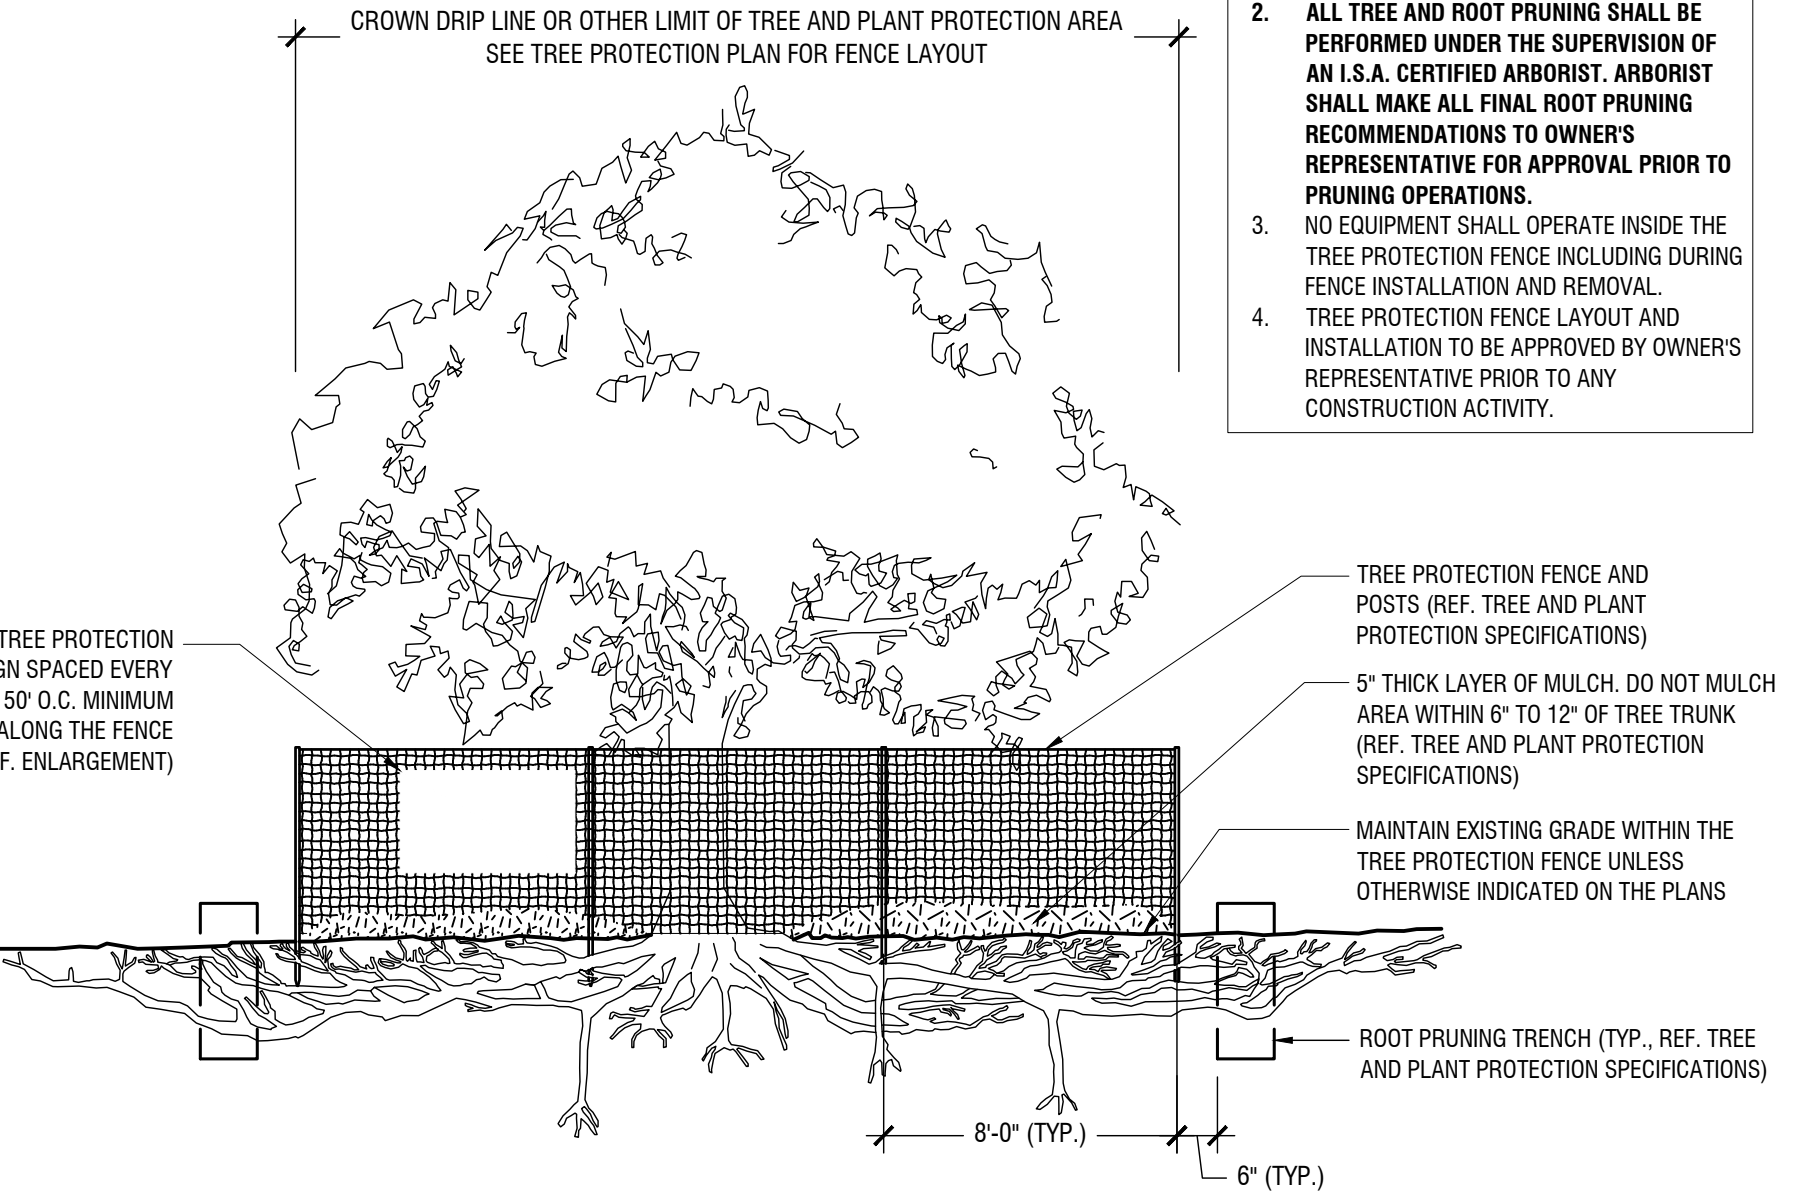 CROWN DRIP LINE OR OTHER LIMIT OF TREE AND PLANT PROTECTION AREA
SEE TREE PROTECTION PLAN FOR FENCE LAYOUT
2. ALL TREE AND ROOT PRUNING SHALL BE
PERFORMED UNDER THE SUPERVISION OF
AN I.S.A. CERTIFIED ARBORIST. ARBORIST
SHALL MAKE ALL FINAL ROOT PRUNING
RECOMMENDATIONS TO OWNER'S
REPRESENTATIVE FOR APPROVAL PRIOR TO
PRUNING OPERATIONS.
3. NO EQUIPMENT SHALL OPERATE INSIDE THE
TREE PROTECTION FENCE INCLUDING DURING
FENCE INSTALLATION AND REMOVAL.
4. TREE PROTECTION FENCE LAYOUT AND
INSTALLATION TO BE APPROVED BY OWNER'S
REPRESENTATIVE PRIOR TO ANY
CONSTRUCTION ACTIVITY.
TREE PROTECTION
GN SPACED EVERY
50' O.C. MINIMUM
ALONG THE FENCE
F. ENLARGEMENT)
TREE PROTECTION FENCE AND
POSTS (REF. TREE AND PLANT
PROTECTION SPECIFICATIONS)
5" THICK LAYER OF MULCH. DO NOT MULCH
AREA WITHIN 6" TO 12" OF TREE TRUNK
(REF. TREE AND PLANT PROTECTION
SPECIFICATIONS)
MAINTAIN EXISTING GRADE WITHIN THE
TREE PROTECTION FENCE UNLESS
OTHERWISE INDICATED ON THE PLANS
ROOT PRUNING TRENCH (TYP., REF. TREE
AND PLANT PROTECTION SPECIFICATIONS)
8'-0" (TYP.)
6" (TYP.)